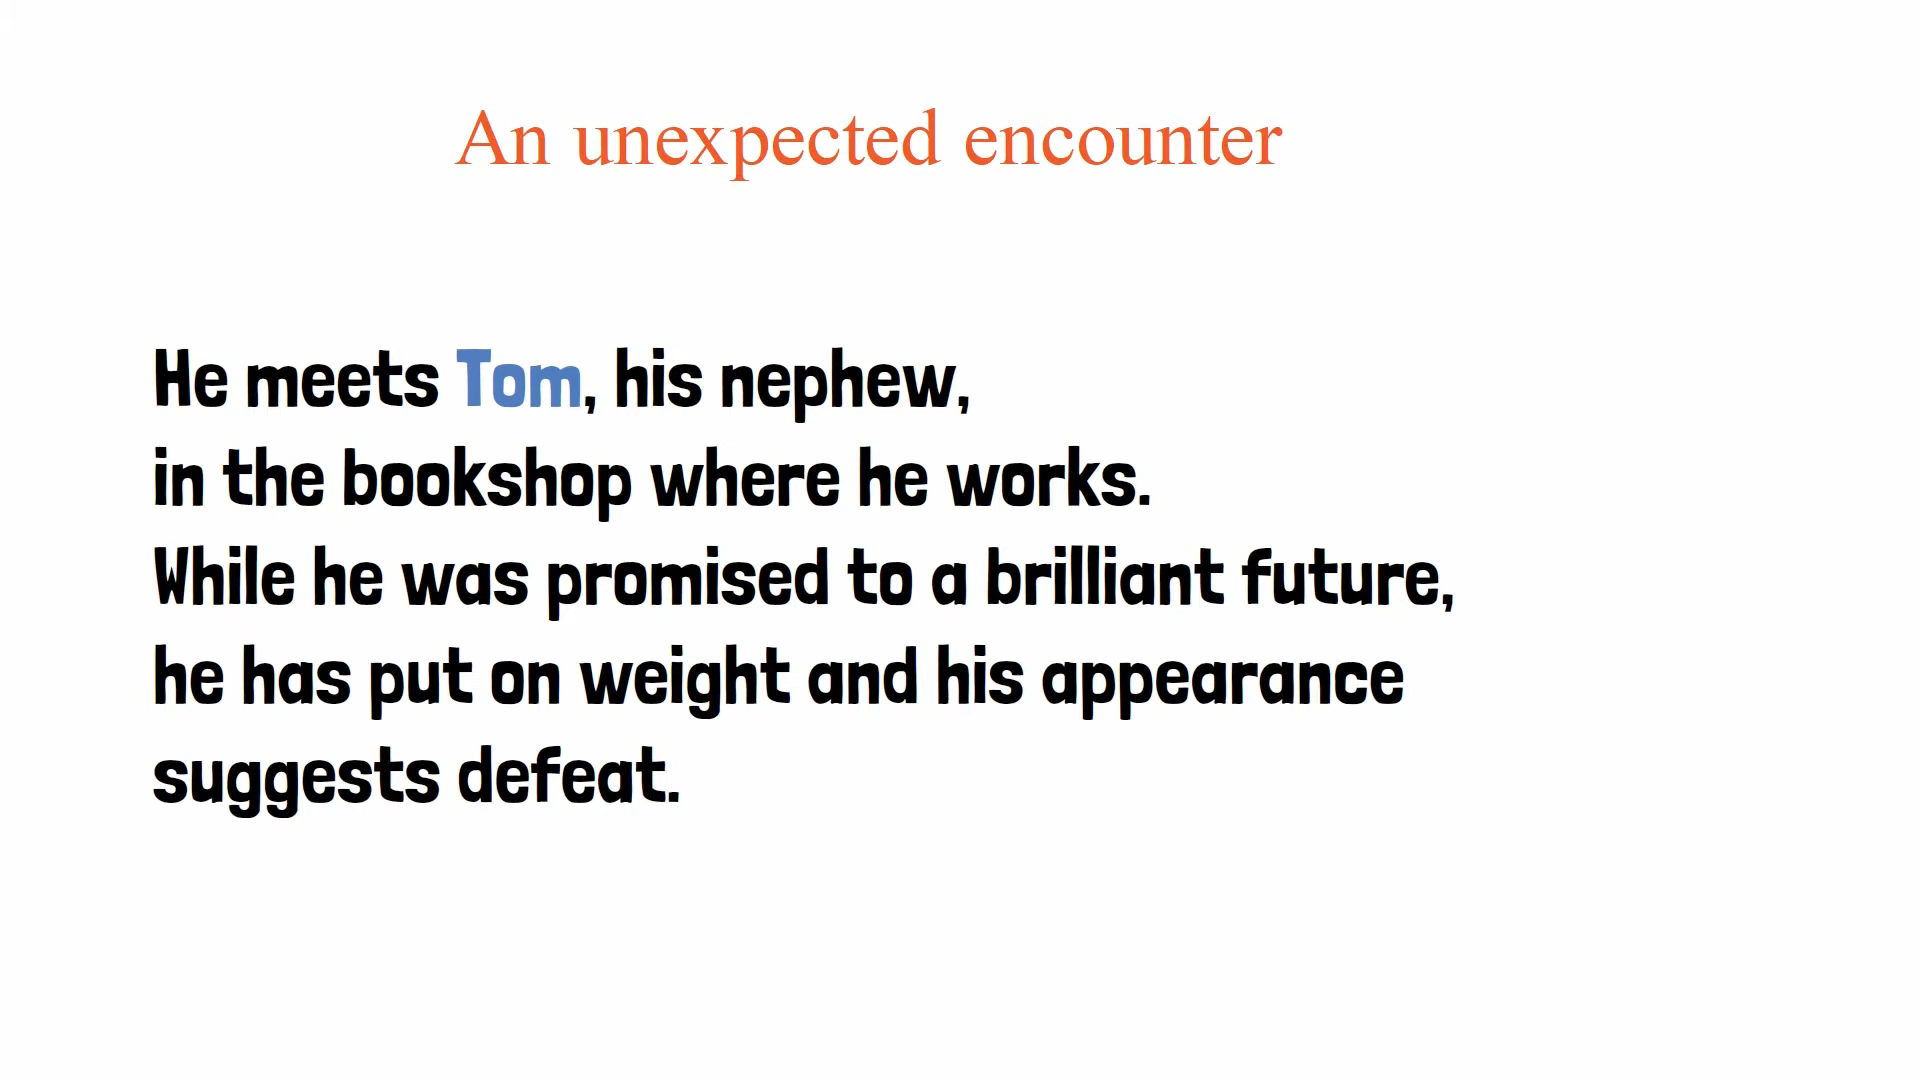 An unexpected encounter
He meets Tom, his nephew,
in the bookshop where he works.
While he was promised to a brilliant future,
he has put on weight and his appearance
suggests defeat.